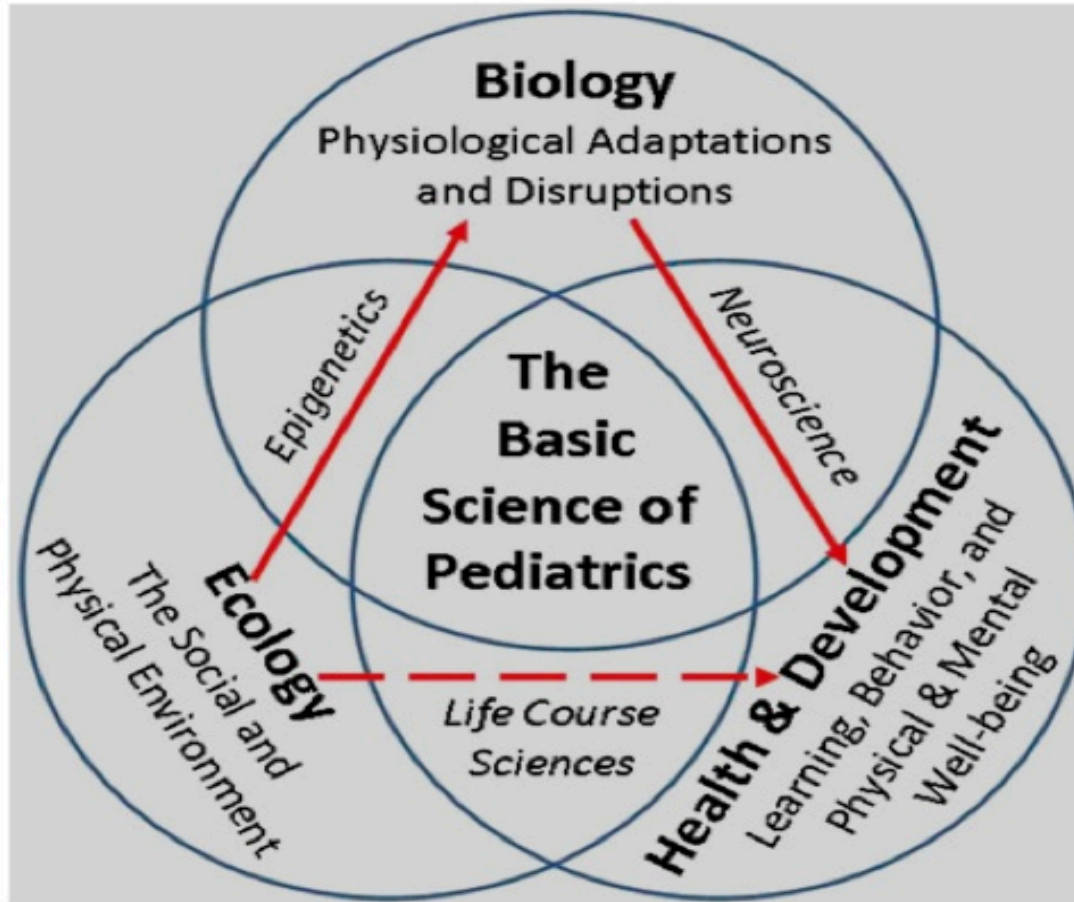 Biology
Physiological Adaptations
and Disruptions
Epigenetics
Neuroscience
The
Basic
Science of
Pediatrics
Ecology
The Social and
Physical Environment
Life Course
Sciences
Health & Development
Learning, Behavior, and
Physical & Mental
Well-being